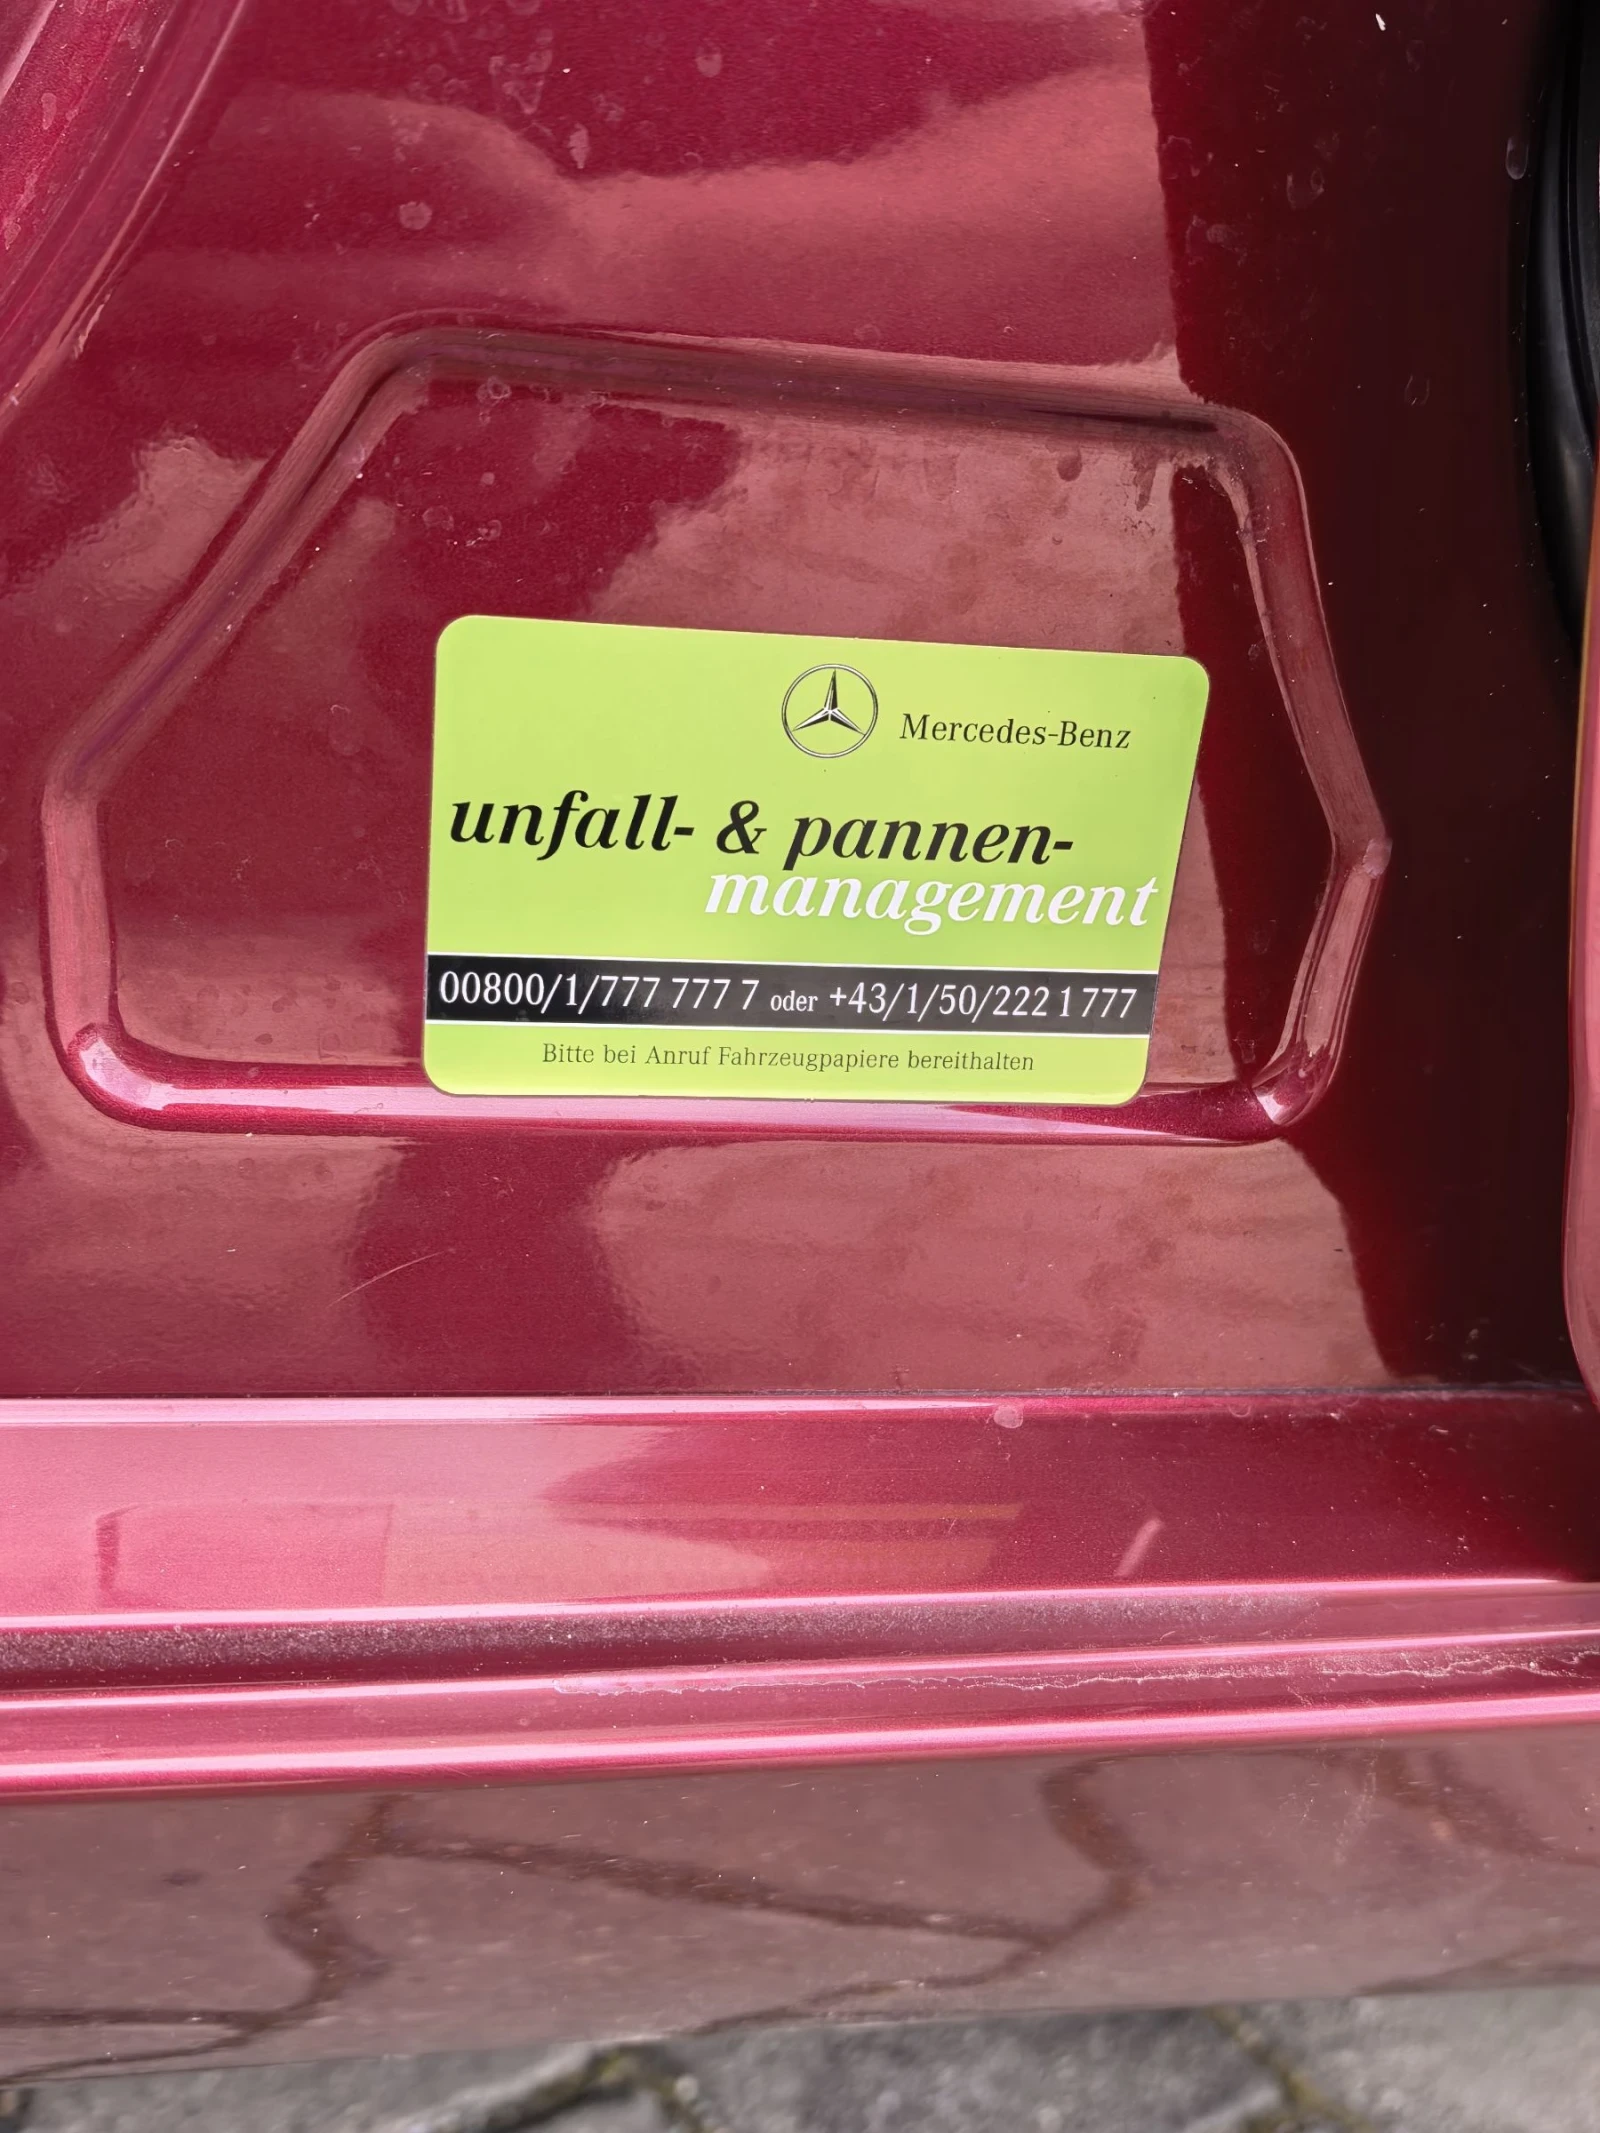 Mercedes-Benz
unfall- & pannen-
management
00800/1/777 777 7 oder +43/1/50/222 1 777
Bitte bei Anruf Fahrzeugpapiere bereithalten